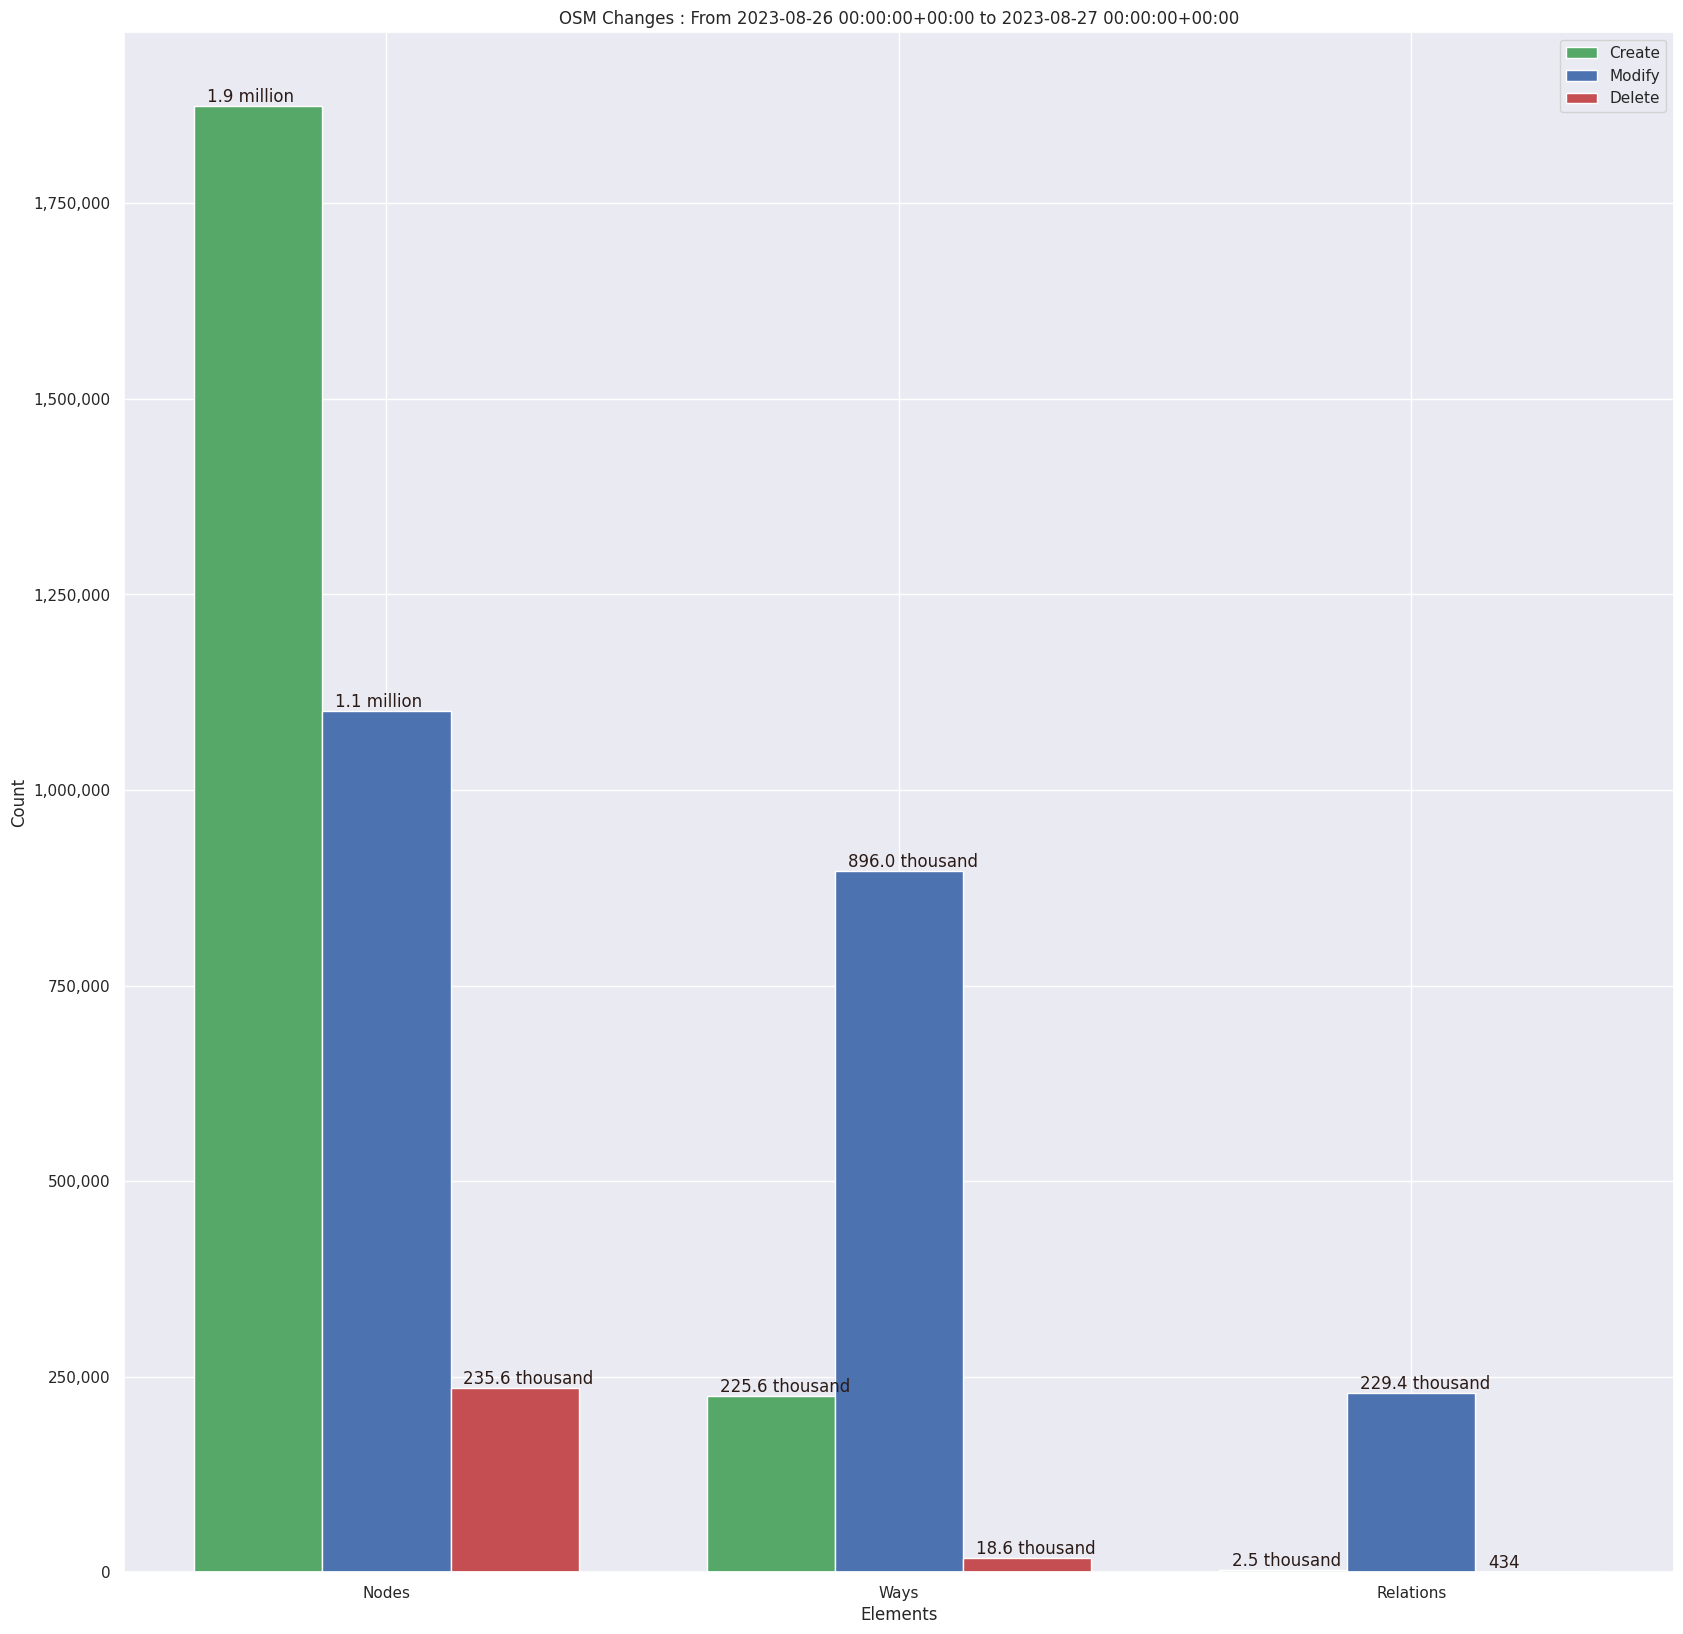 OSM Changes : From 2023-08-26 00:00:00+00:00 to 2023-08-27 00:00:00+00:00
Create
Modify
Delete
1.9 million
1.1 million
235.6 thousand
225.6 thousand
896.0 thousand
18.6 thousand
2.5 thousand
229.4 thousand
434
1,750,000
1,500,000
1,250,000
1,000,000
750,000
500,000
250,000
0
Count
Nodes
Ways
Relations
Elements